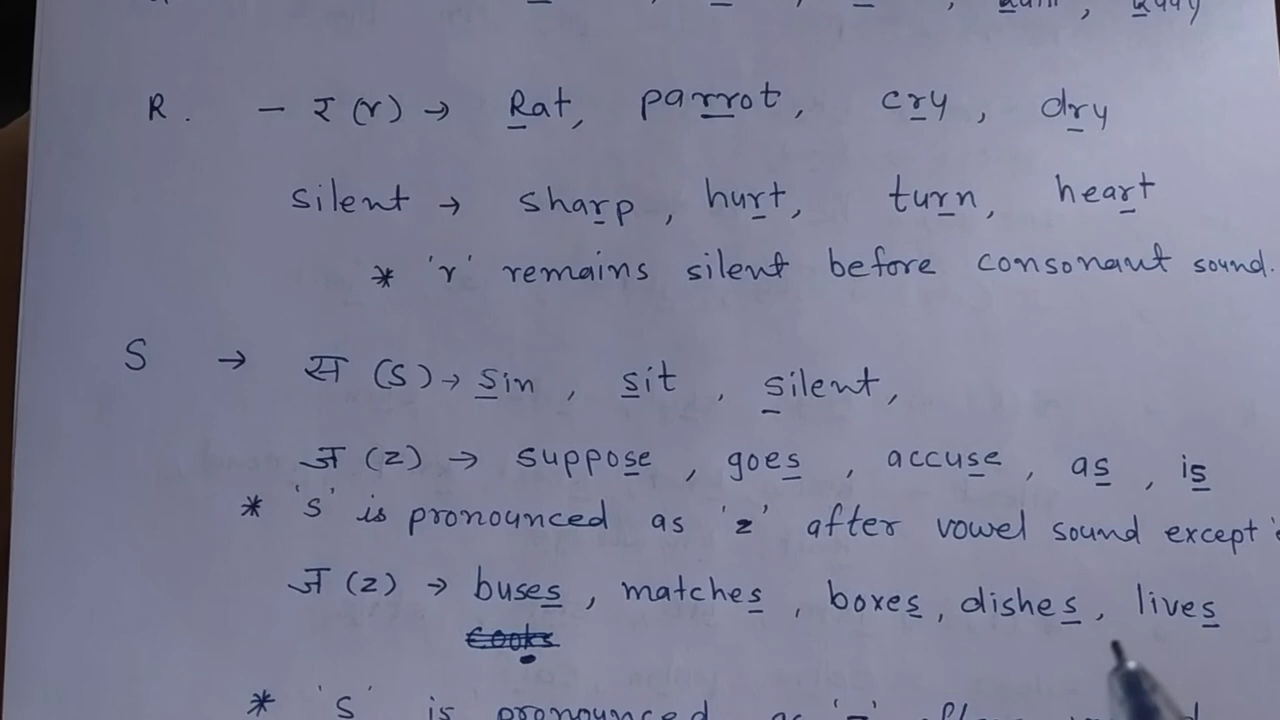 R. - र (r) → Rat, parrot, cry, dry
silent → sharp, hurt, turn, heart
* 'r' remains silent before consonant sound.
S → स (S) → sin, sit, silent,
ज (z) → suppose, goes, accuse, as, is
* 's' is pronounced as 'z' after vowel sound except
ज (z) → buses, matches, boxes, dishes, lives
* 's' is pronounced as